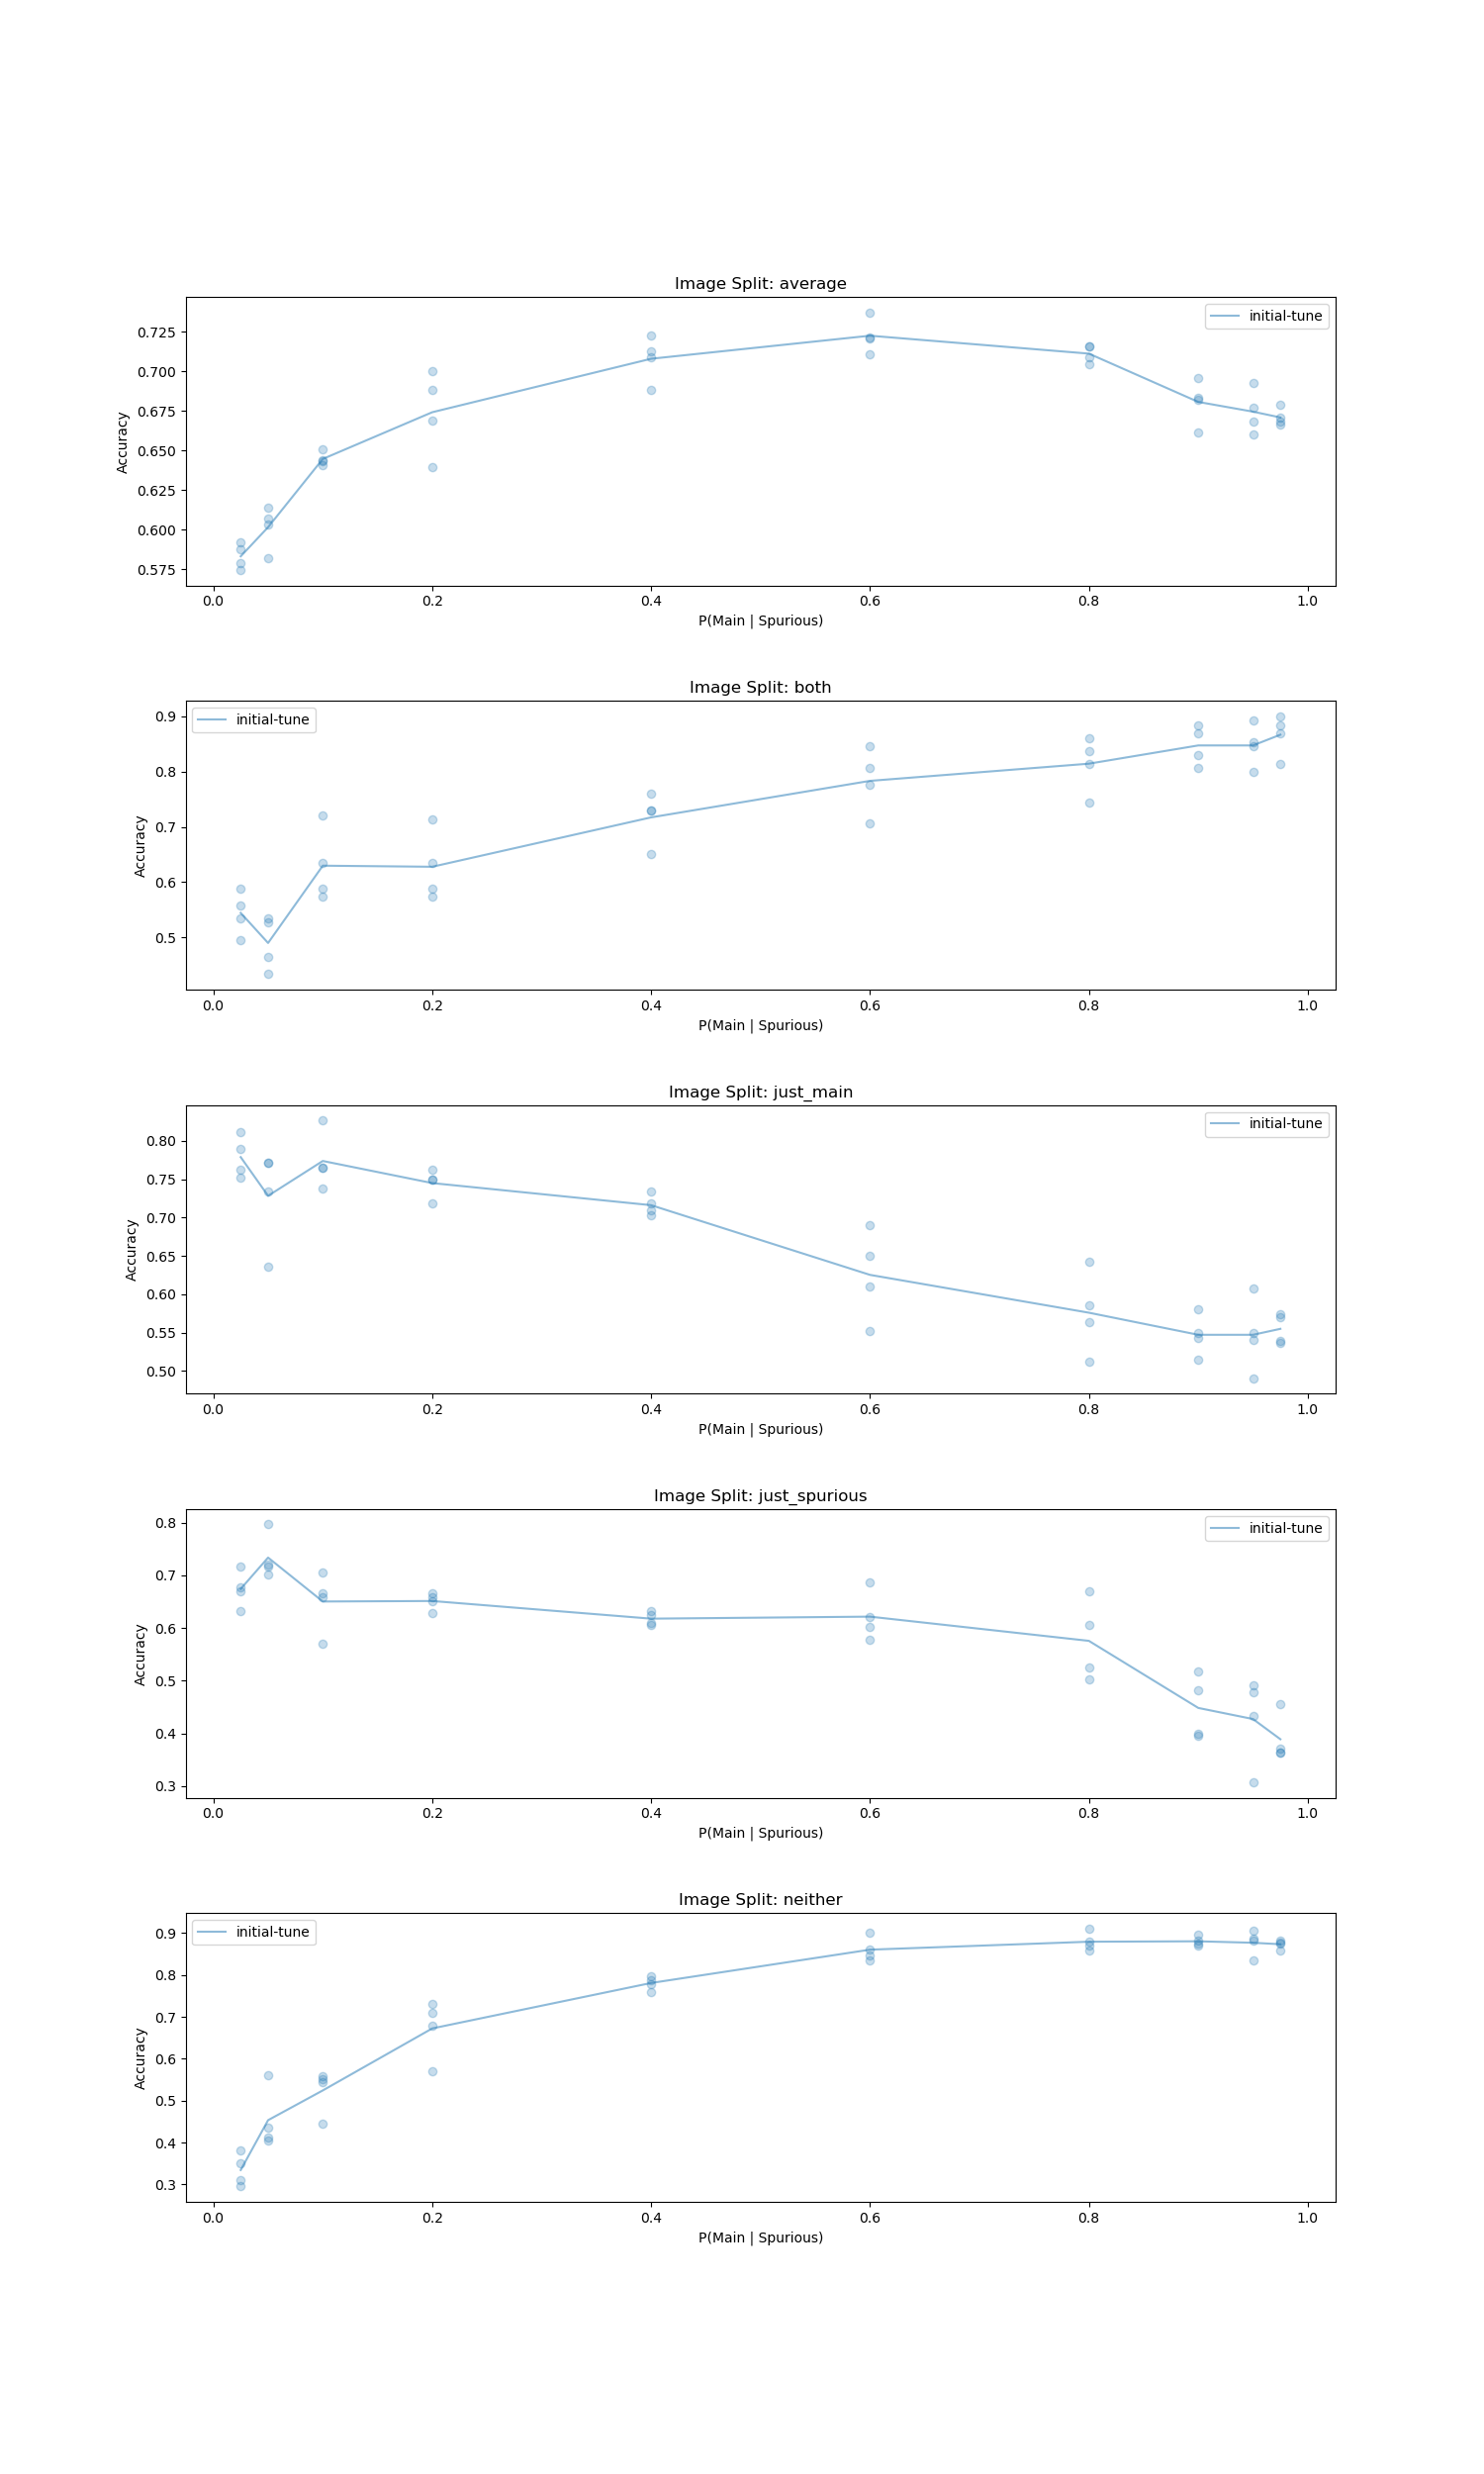 Image Split: average
initial-tune
0.725
0.700
0.675
0.650
0.625
0.600
0.575
Accuracy
0.0 0.2 0.4 0.6 0.8 1.0
P(Main | Spurious)
Image Split: both
initial-tune
0.9
0.8
0.7
0.6
0.5
Accuracy
0.0 0.2 0.4 0.6 0.8 1.0
P(Main | Spurious)
Image Split: just_main
initial-tune
0.80
0.75
0.70
0.65
0.60
0.55
0.50
Accuracy
0.0 0.2 0.4 0.6 0.8 1.0
P(Main | Spurious)
Image Split: just_spurious
initial-tune
0.8
0.7
0.6
0.5
0.4
0.3
Accuracy
0.0 0.2 0.4 0.6 0.8 1.0
P(Main | Spurious)
Image Split: neither
initial-tune
0.9
0.8
0.7
0.6
0.5
0.4
0.3
Accuracy
0.0 0.2 0.4 0.6 0.8 1.0
P(Main | Spurious)